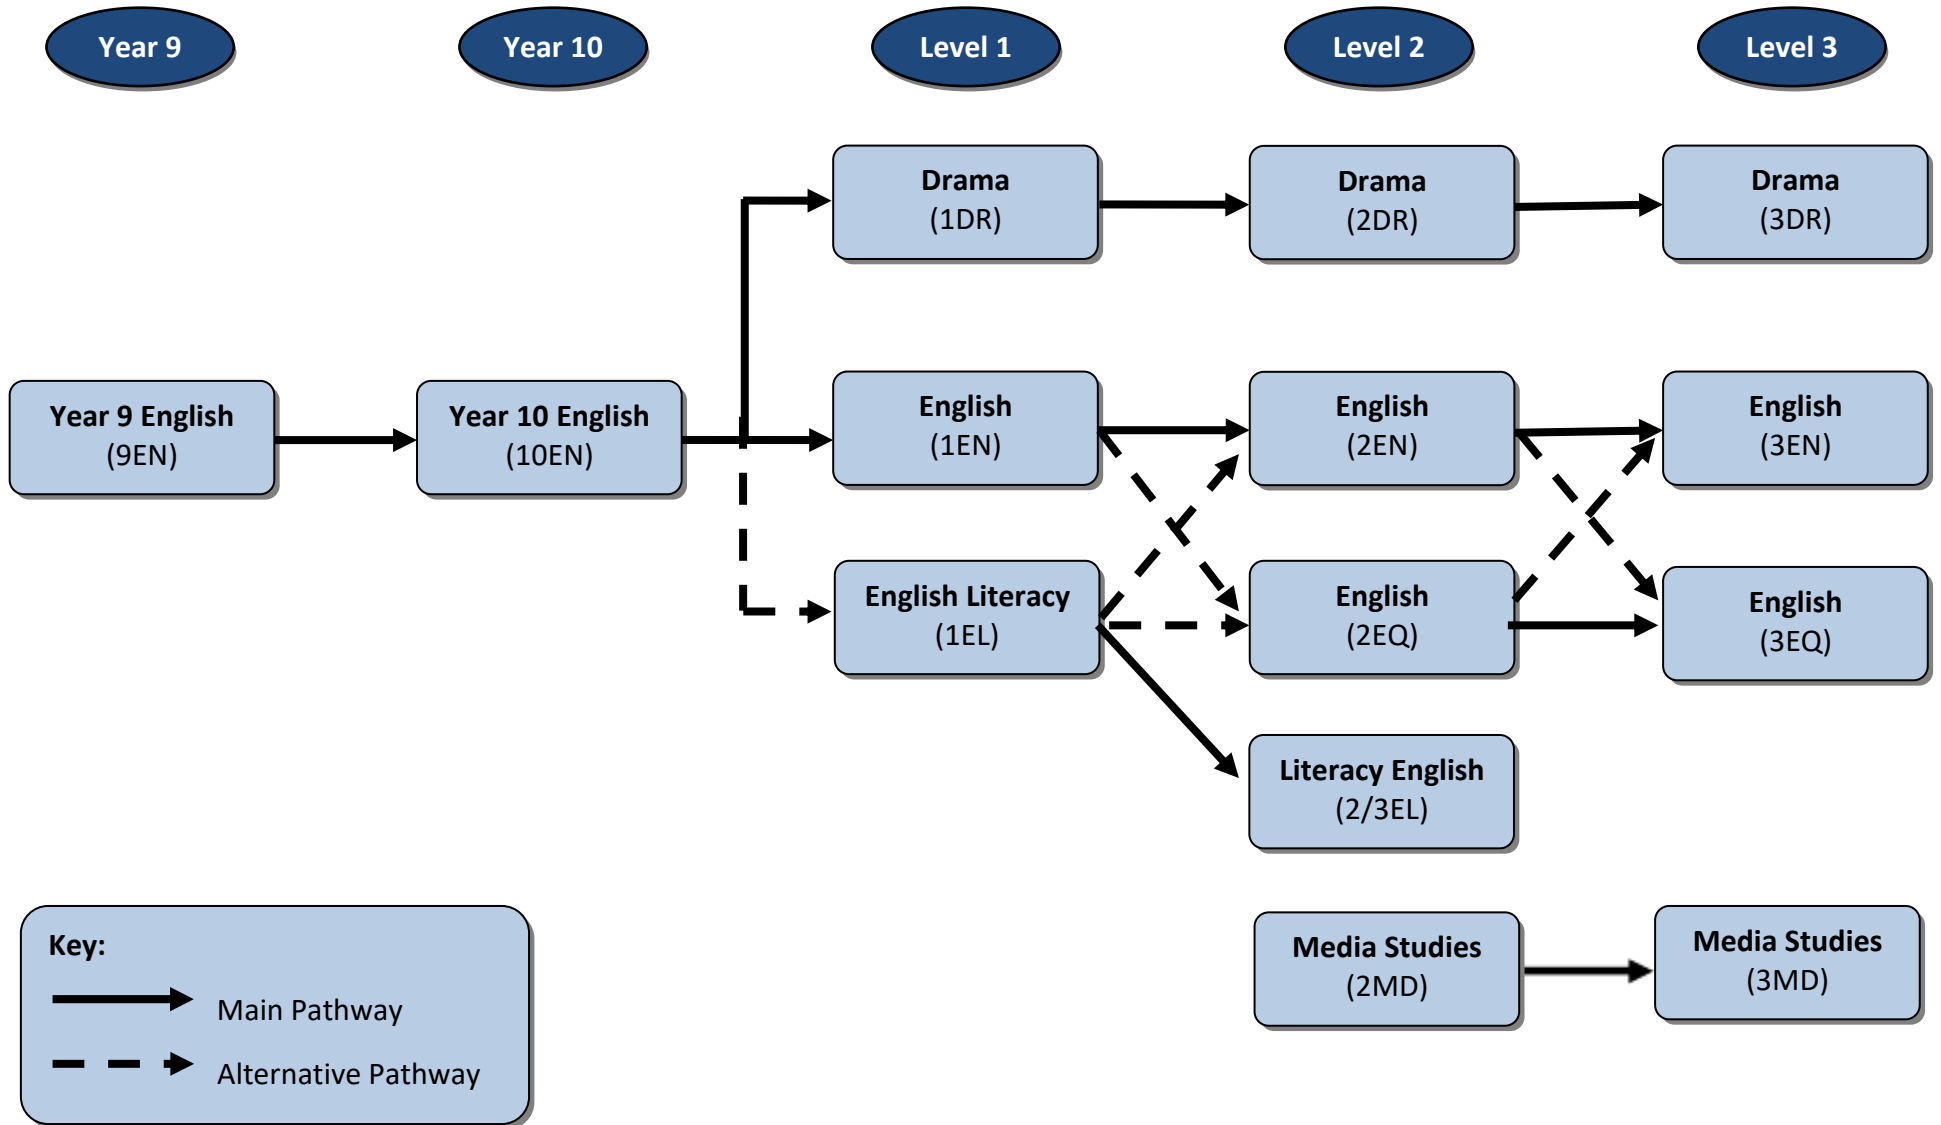 Year 9
Year 10
Level 1
Level 2
Level 3
Drama
(1DR)
Drama
(2DR)
Drama
(3DR)
Year 9 English
(9EN)
Year 10 English
(10EN)
English
(1EN)
English
(2EN)
English
(3EN)
English Literacy
(1EL)
English
(2EQ)
English
(3EQ)
Literacy English
(2/3EL)
Media Studies
(2MD)
Media Studies
(3MD)
Key:
Main Pathway
Alternative Pathway